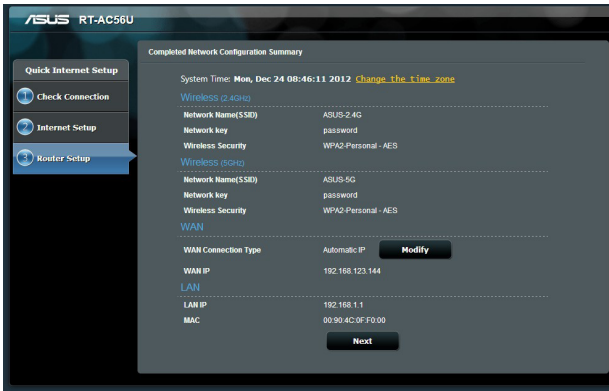 ASUS RT-AC56U
Completed Network Configuration Summary
Quick Internet Setup
1 Check Connection
2 Internet Setup
3 Router Setup
System Time: Mon, Dec 24 08:46:11 2012 Change the time zone
Wireless (2.4GHz)
Network Name(SSID) ASUS-2.4G
Network key password
Wireless Security WPA2-Personal - AES
Wireless (5GHz)
Network Name(SSID) ASUS-5G
Network key password
Wireless Security WPA2-Personal - AES
WAN
WAN Connection Type Automatic IP Modify
WAN IP 192.168.123.144
LAN
LAN IP 192.168.1.1
MAC 00:90:4C:0F:F0:00
Next